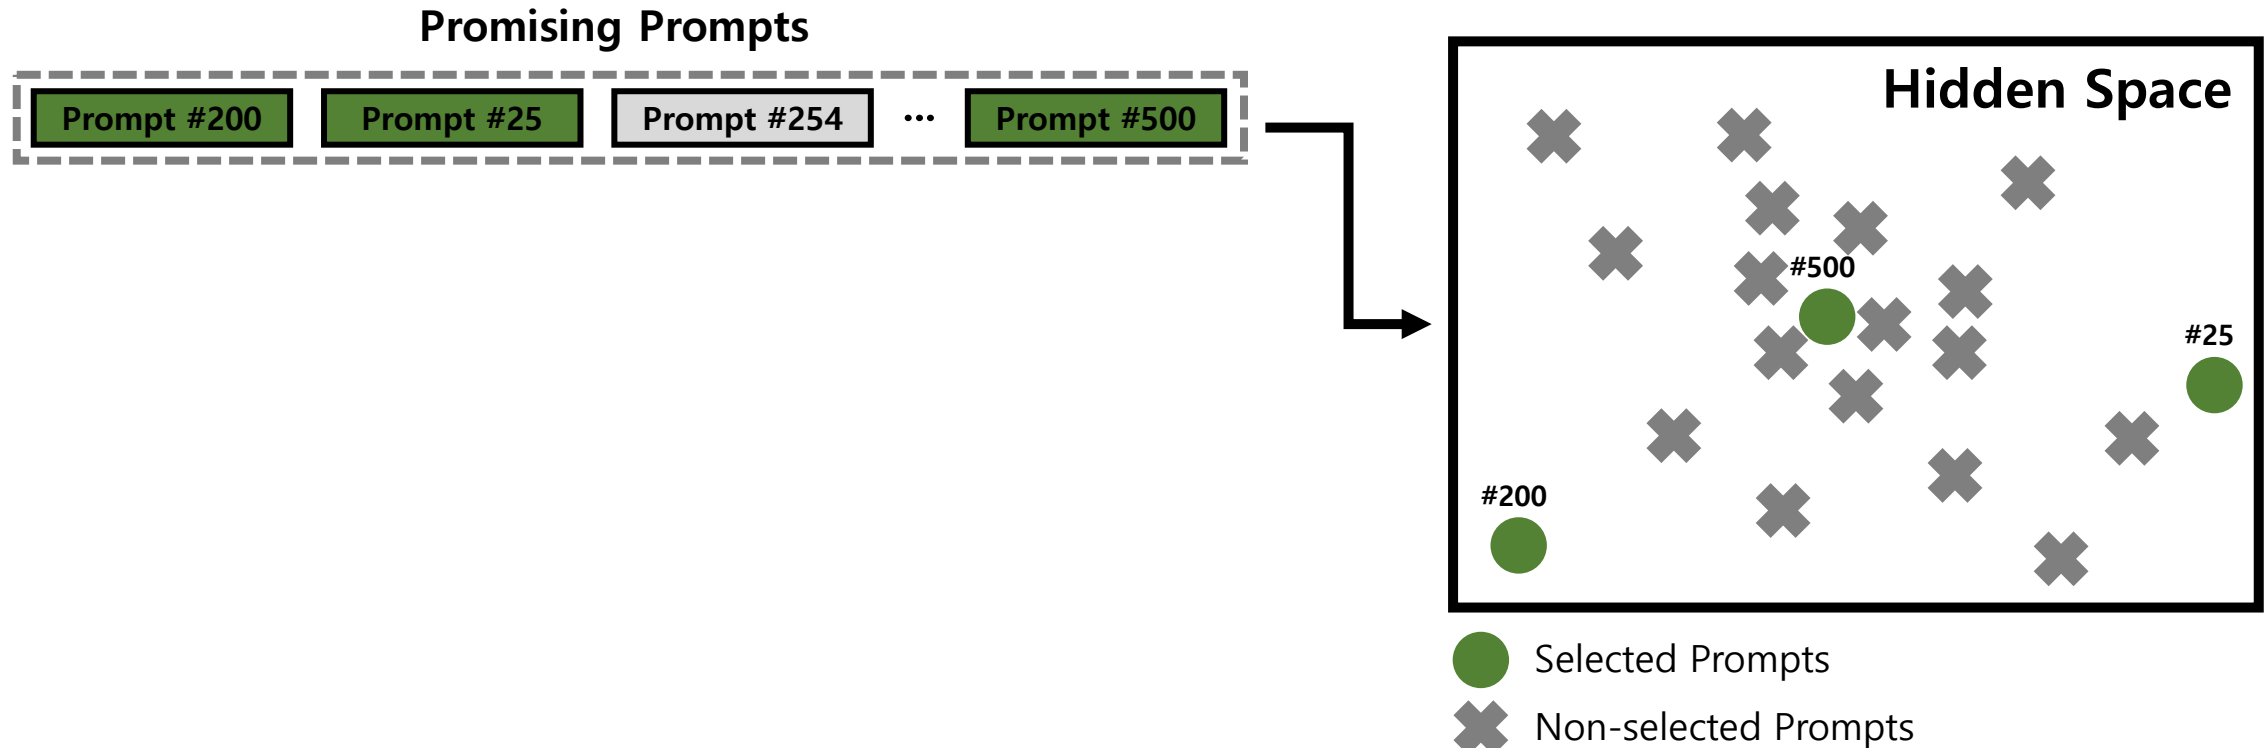 Promising Prompts
Prompt #200
Prompt #25
Prompt #254
...
Prompt #500
Hidden Space
#500
#25
#200
Selected Prompts
Non-selected Prompts